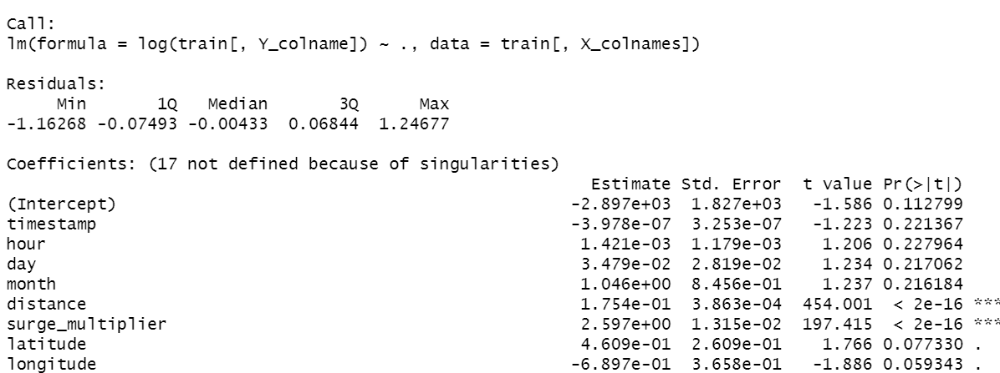 Call:
lm(formula = log(train[, Y_colname]) ~ ., data = train[, X_colnames])
Residuals:
Min 1Q Median 3Q Max
-1.16268 -0.07493 -0.00433 0.06844 1.24677
Coefficients: (17 not defined because of singularities)
Estimate Std. Error t value Pr(>|t|)
(Intercept) -2.897e+03 1.827e+03 -1.586 0.112799
timestamp -3.978e-07 3.253e-07 -1.223 0.221367
hour 1.421e-03 1.179e-03 1.206 0.227964
day 3.479e-02 2.819e-02 1.234 0.217062
month 1.046e+00 8.456e-01 1.237 0.216184
distance 1.754e-01 3.863e-04 454.001 < 2e-16 ***
surge_multiplier 2.597e+00 1.315e-02 197.415 < 2e-16 ***
latitude 4.609e-01 2.609e-01 1.766 0.077330 .
longitude -6.897e-01 3.658e-01 -1.886 0.059343 .